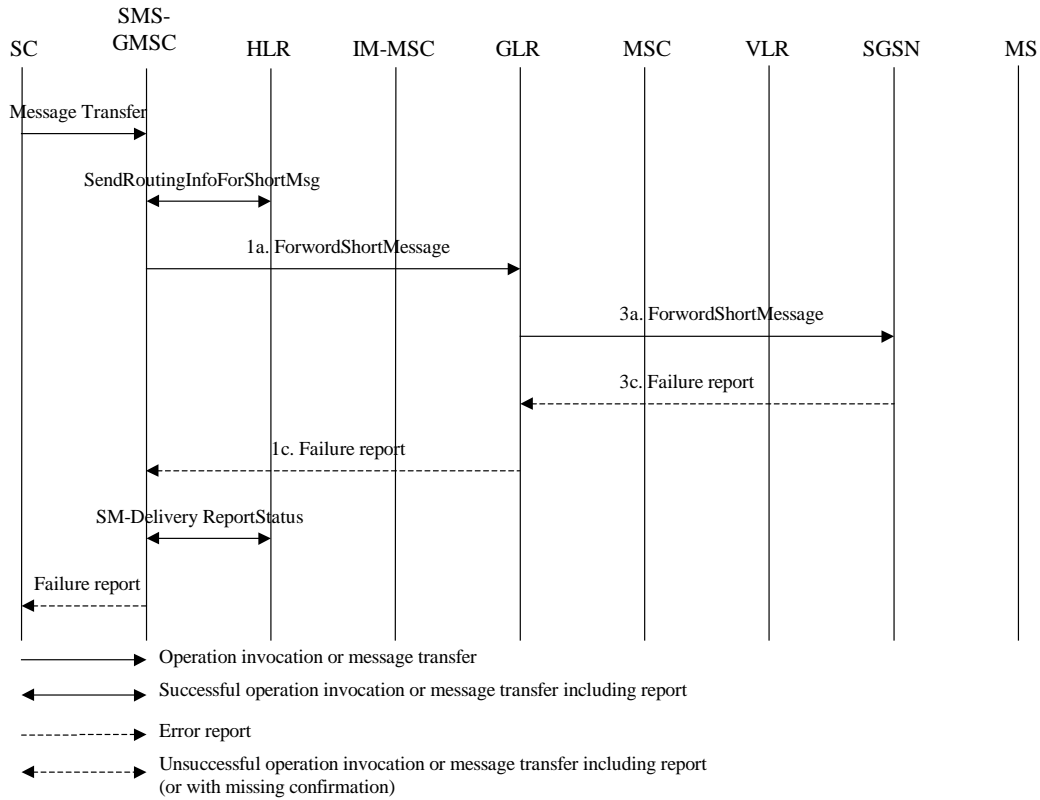 SMS-
GMSC
SC
HLR
IM-MSC
GLR
MSC
VLR
SGSN
MS
Message Transfer
SendRoutingInfoForShortMsg
1a. ForwordShortMessage
3a. ForwordShortMessage
3c. Failure report
1c. Failure report
SM-Delivery ReportStatus
Failure report
Operation invocation or message transfer
Successful operation invocation or message transfer including report
Error report
Unsuccessful operation invocation or message transfer including report
(or with missing confirmation)